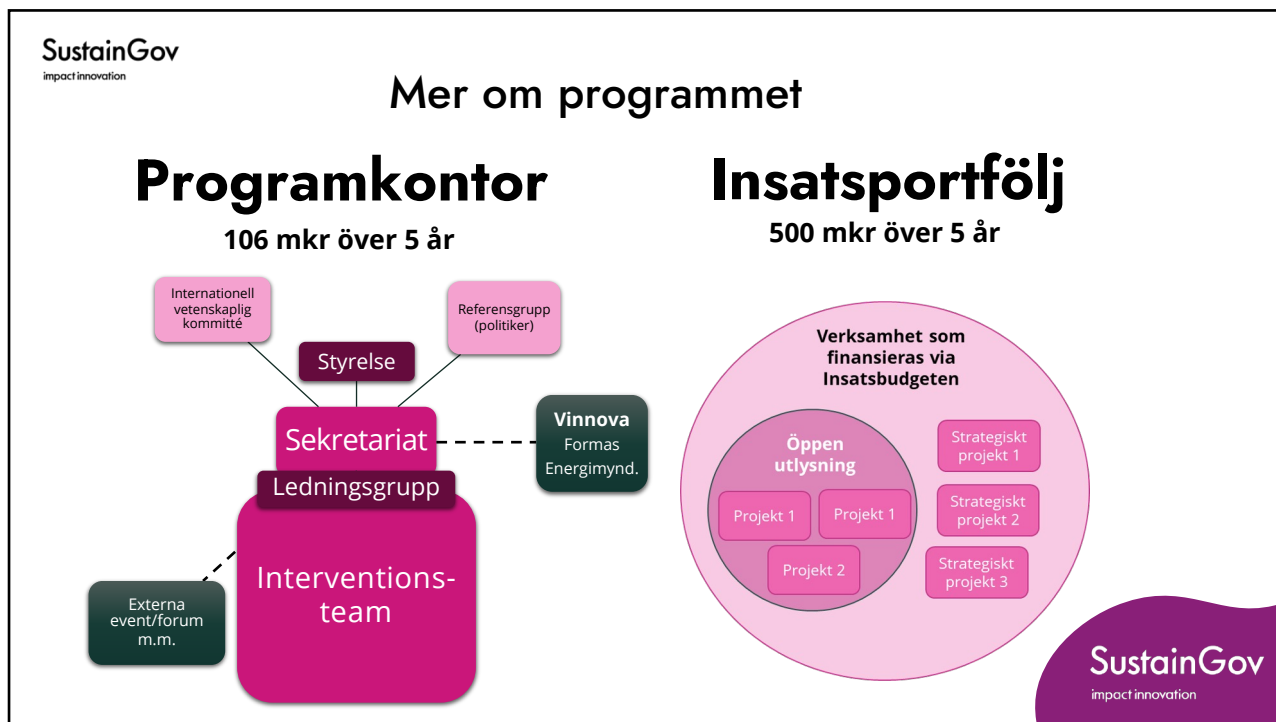 SustainGov
impact innovation
Mer om programmet
Programkontor
106 mkr över 5 år
Internationell
vetenskaplig
kommitté
Referensgrupp
(politiker)
Styrelse
Sekretariat
Vinnova
Formas
Energimynd.
Ledningsgrupp
Interventions-
team
Externa
event/forum
m.m.
Insatsportfölj
500 mkr över 5 år
Verksamhet som
finansieras via
Insatsbudgeten
Öppen
utlysning
Projekt 1
Projekt 1
Projekt 2
Strategiskt
projekt 1
Strategiskt
projekt 2
Strategiskt
projekt 3
SustainGov
impact innovation